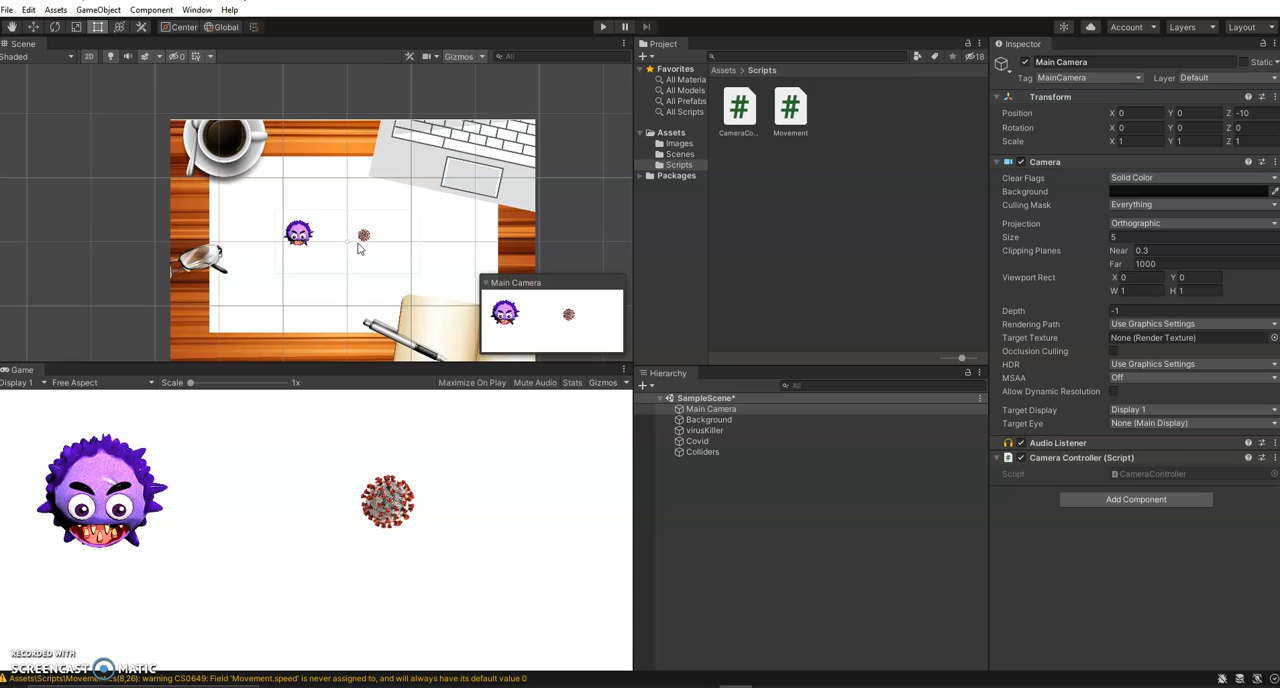 File Edit Assets GameObject Component Window Help
Center Global Account Layers Layout
Scene
Shaded 2D 0 Gizmos All
Main Camera
Game
Display 1 Free Aspect Scale 1x Maximize On Play Mute Audio Stats Gizmos
RECORDED WITH
SCREENCAST MATIC
Assets\Scripts\Movement.cs(8,26): warning CS0649: Field 'Movement.speed' is never assigned to, and will always have its default value 0
Project
18
Favorites
All Materia
All Models
All Prefabs
All Scripts
Assets
Images
Scenes
Scripts
Packages
Assets > Scripts
# #
CameraCo... Movement
Hierarchy
All
SampleScene*
Main Camera
Background
virusKiller
Covid
Colliders
Inspector
Main Camera Static
Tag MainCamera Layer Default
Transform
Position X 0 Y 0 Z -10
Rotation X 0 Y 0 Z 0
Scale X 1 Y 1 Z 1
Camera
Clear Flags Solid Color
Background
Culling Mask Everything
Projection Orthographic
Size 5
Clipping Planes Near 0.3
Far 1000
Viewport Rect X 0 Y 0
W 1 H 1
Depth -1
Rendering Path Use Graphics Settings
Target Texture None (Render Texture)
Occlusion Culling
HDR Use Graphics Settings
MSAA Off
Allow Dynamic Resolution
Target Display Display 1
Target Eye None (Main Display)
Audio Listener
# Camera Controller (Script)
Script CameraController
Add Component